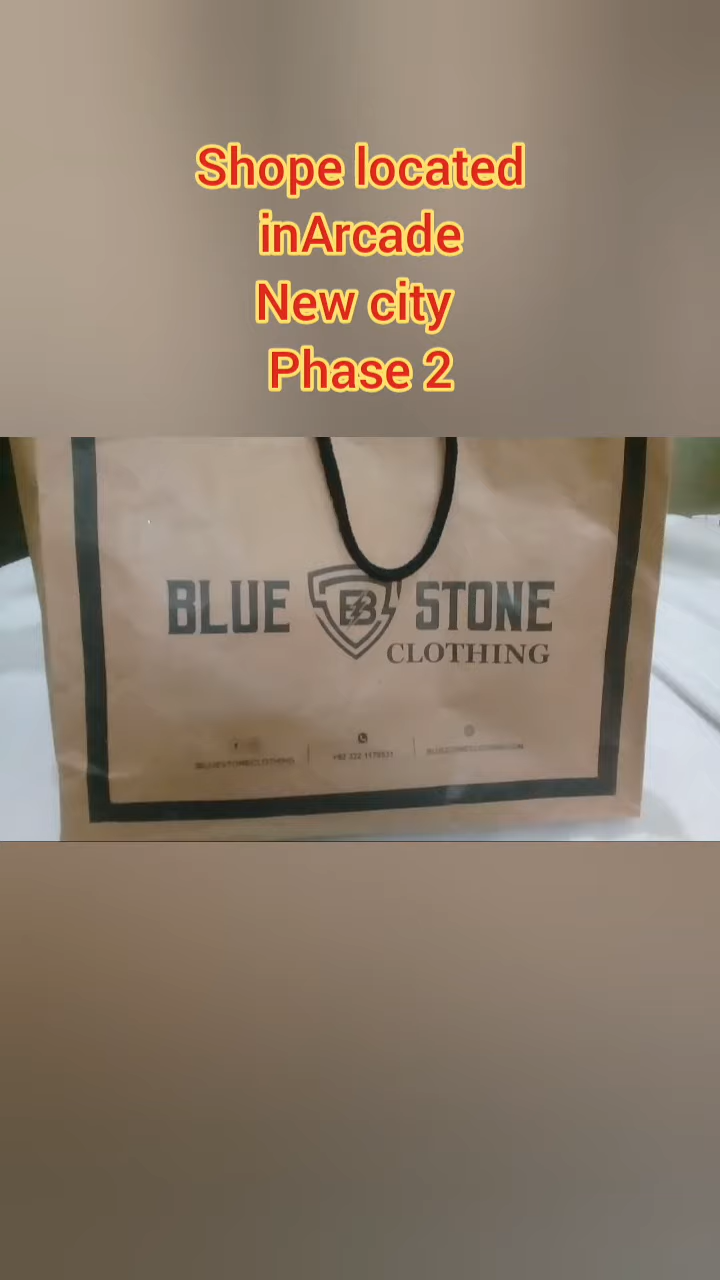 Shope located
inArcade
New city
Phase 2
BLUE B STONE
CLOTHING